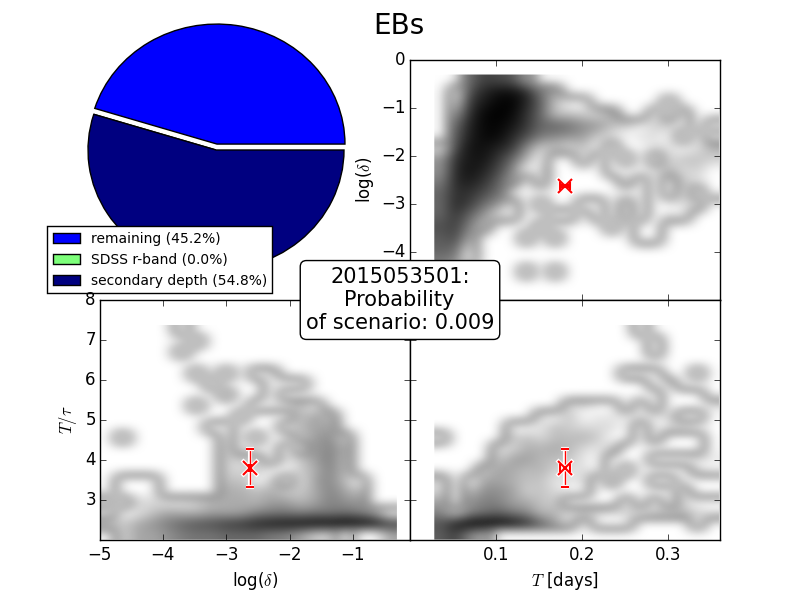 EBs
remaining (45.2%)
SDSS r-band (0.0%)
secondary depth (54.8%)
0
−1
−2
−3
−4
log(δ)
2015053501:
Probability
of scenario: 0.009
8
7
6
5
4
3
T/τ
−5 −4 −3 −2 −1
log(δ)
0.1 0.2 0.3
T [days]